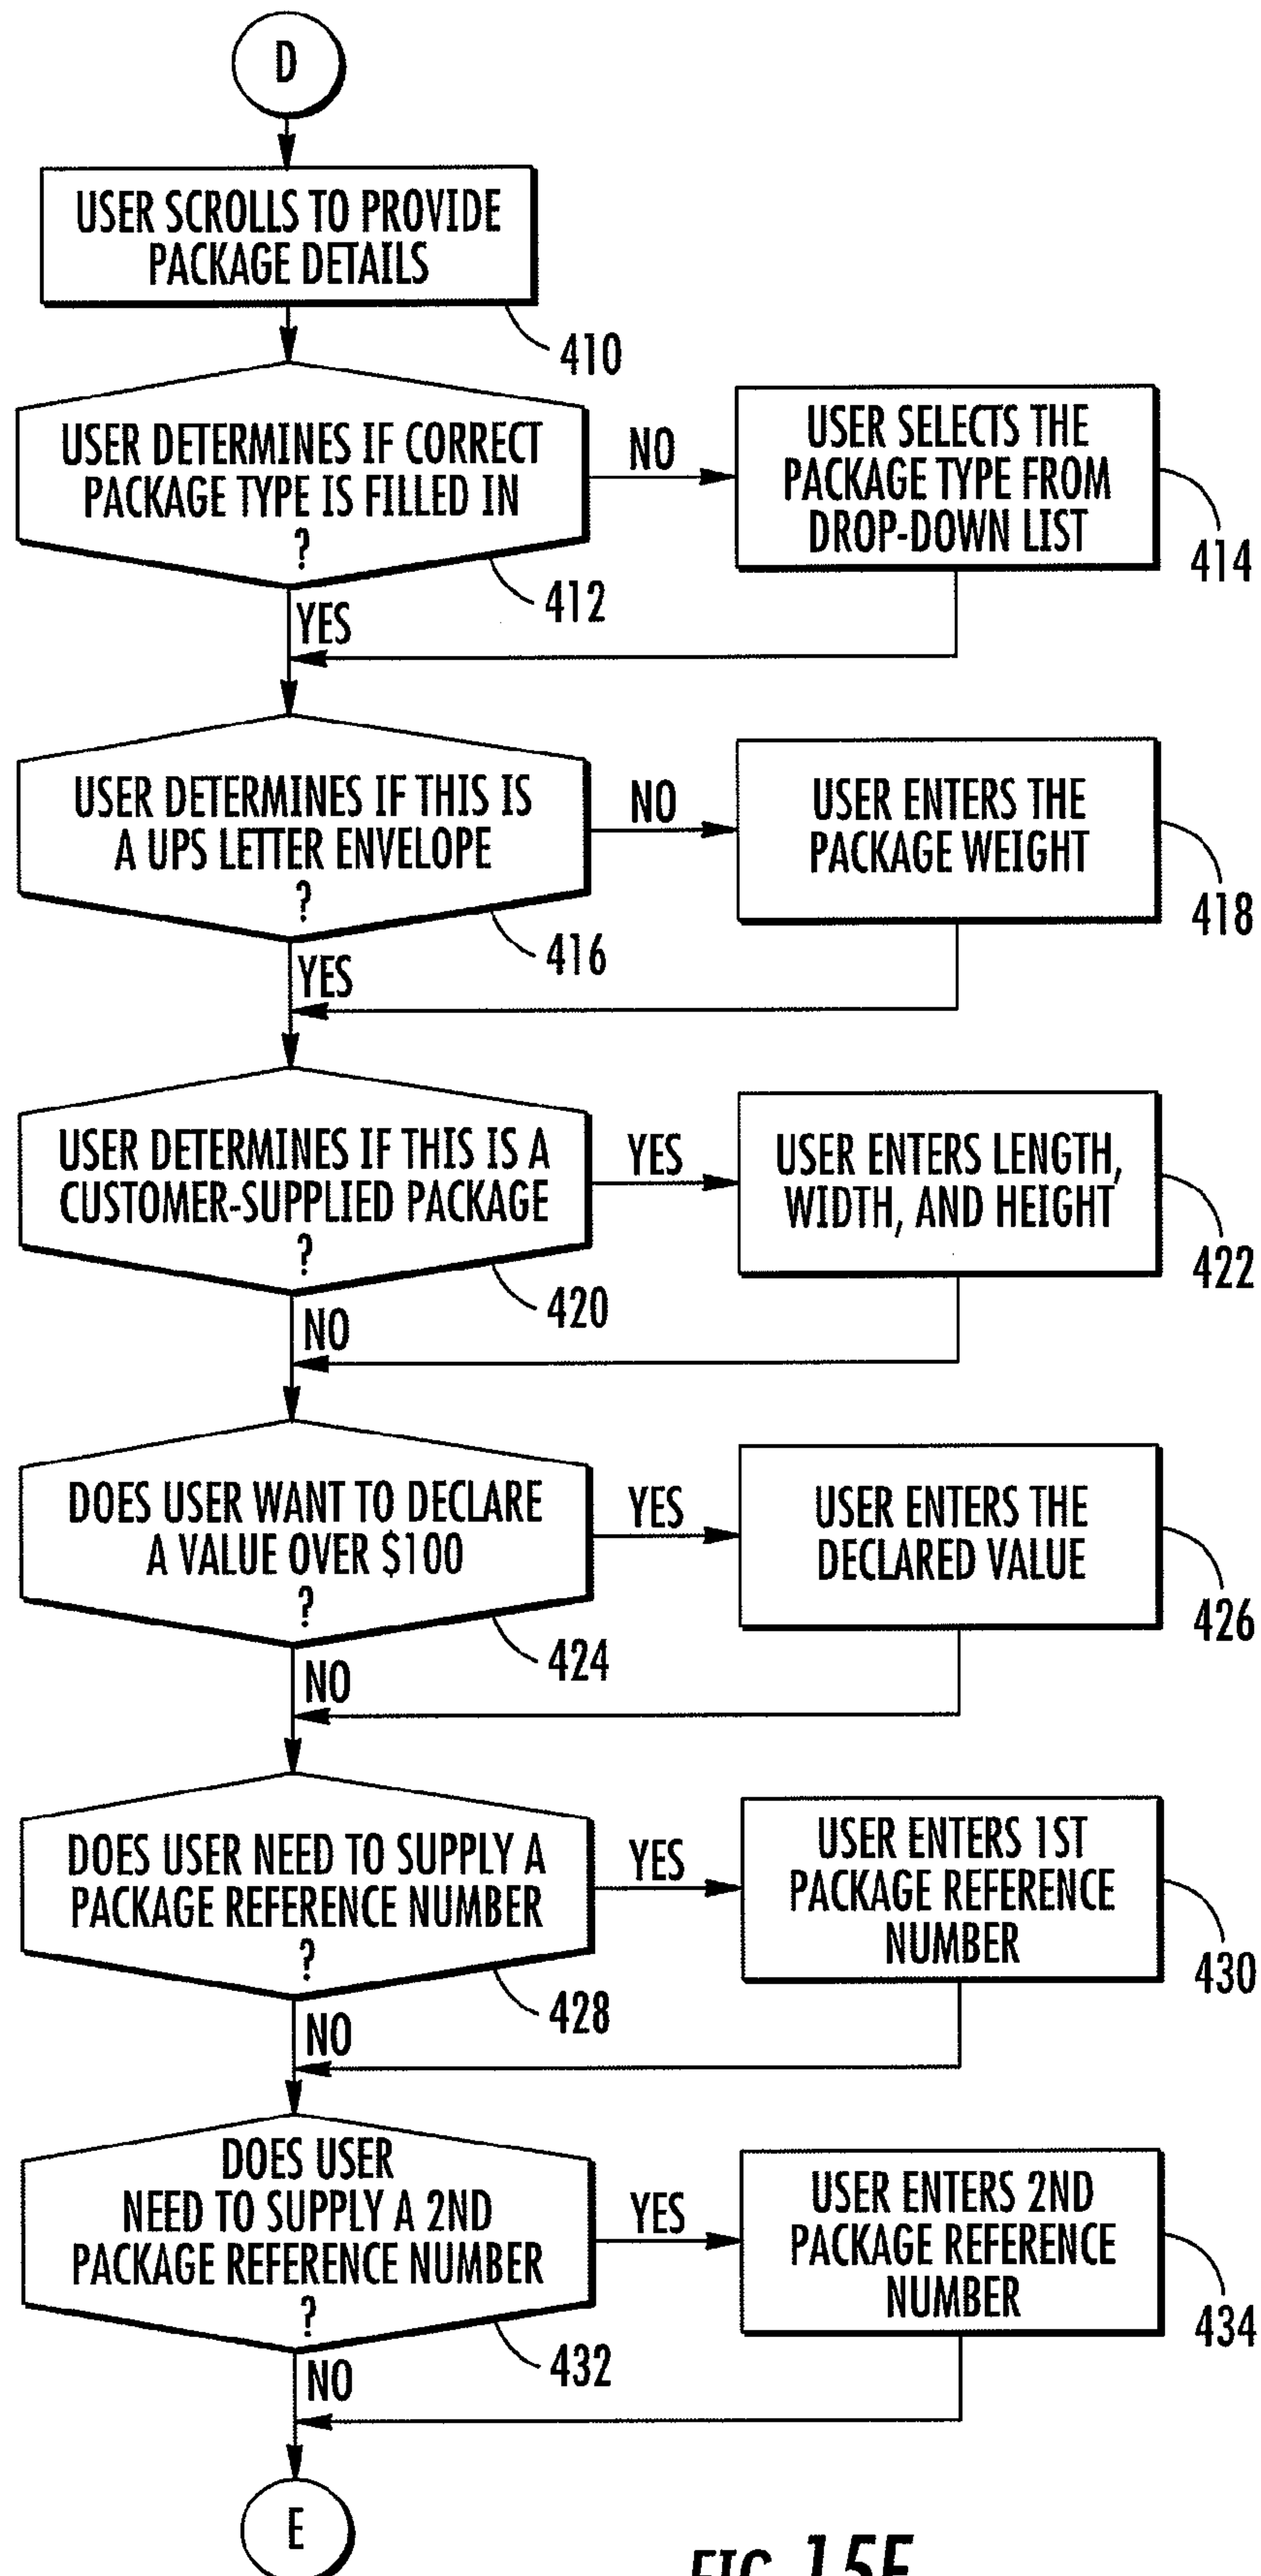 D
USER SCROLLS TO PROVIDE
PACKAGE DETAILS
410
USER DETERMINES IF CORRECT
PACKAGE TYPE IS FILLED IN
?
412
NO
USER SELECTS THE
PACKAGE TYPE FROM
DROP-DOWN LIST
414
YES
USER DETERMINES IF THIS IS
A UPS LETTER ENVELOPE
?
416
NO
USER ENTERS THE
PACKAGE WEIGHT
418
YES
USER DETERMINES IF THIS IS A
CUSTOMER-SUPPLIED PACKAGE
?
420
YES
USER ENTERS LENGTH,
WIDTH, AND HEIGHT
422
NO
DOES USER WANT TO DECLARE
A VALUE OVER $100
?
424
YES
USER ENTERS THE
DECLARED VALUE
426
NO
DOES USER NEED TO SUPPLY A
PACKAGE REFERENCE NUMBER
?
428
YES
USER ENTERS 1ST
PACKAGE REFERENCE
NUMBER
430
NO
DOES USER
NEED TO SUPPLY A 2ND
PACKAGE REFERENCE NUMBER
?
432
YES
USER ENTERS 2ND
PACKAGE REFERENCE
NUMBER
434
NO
E
FIG.